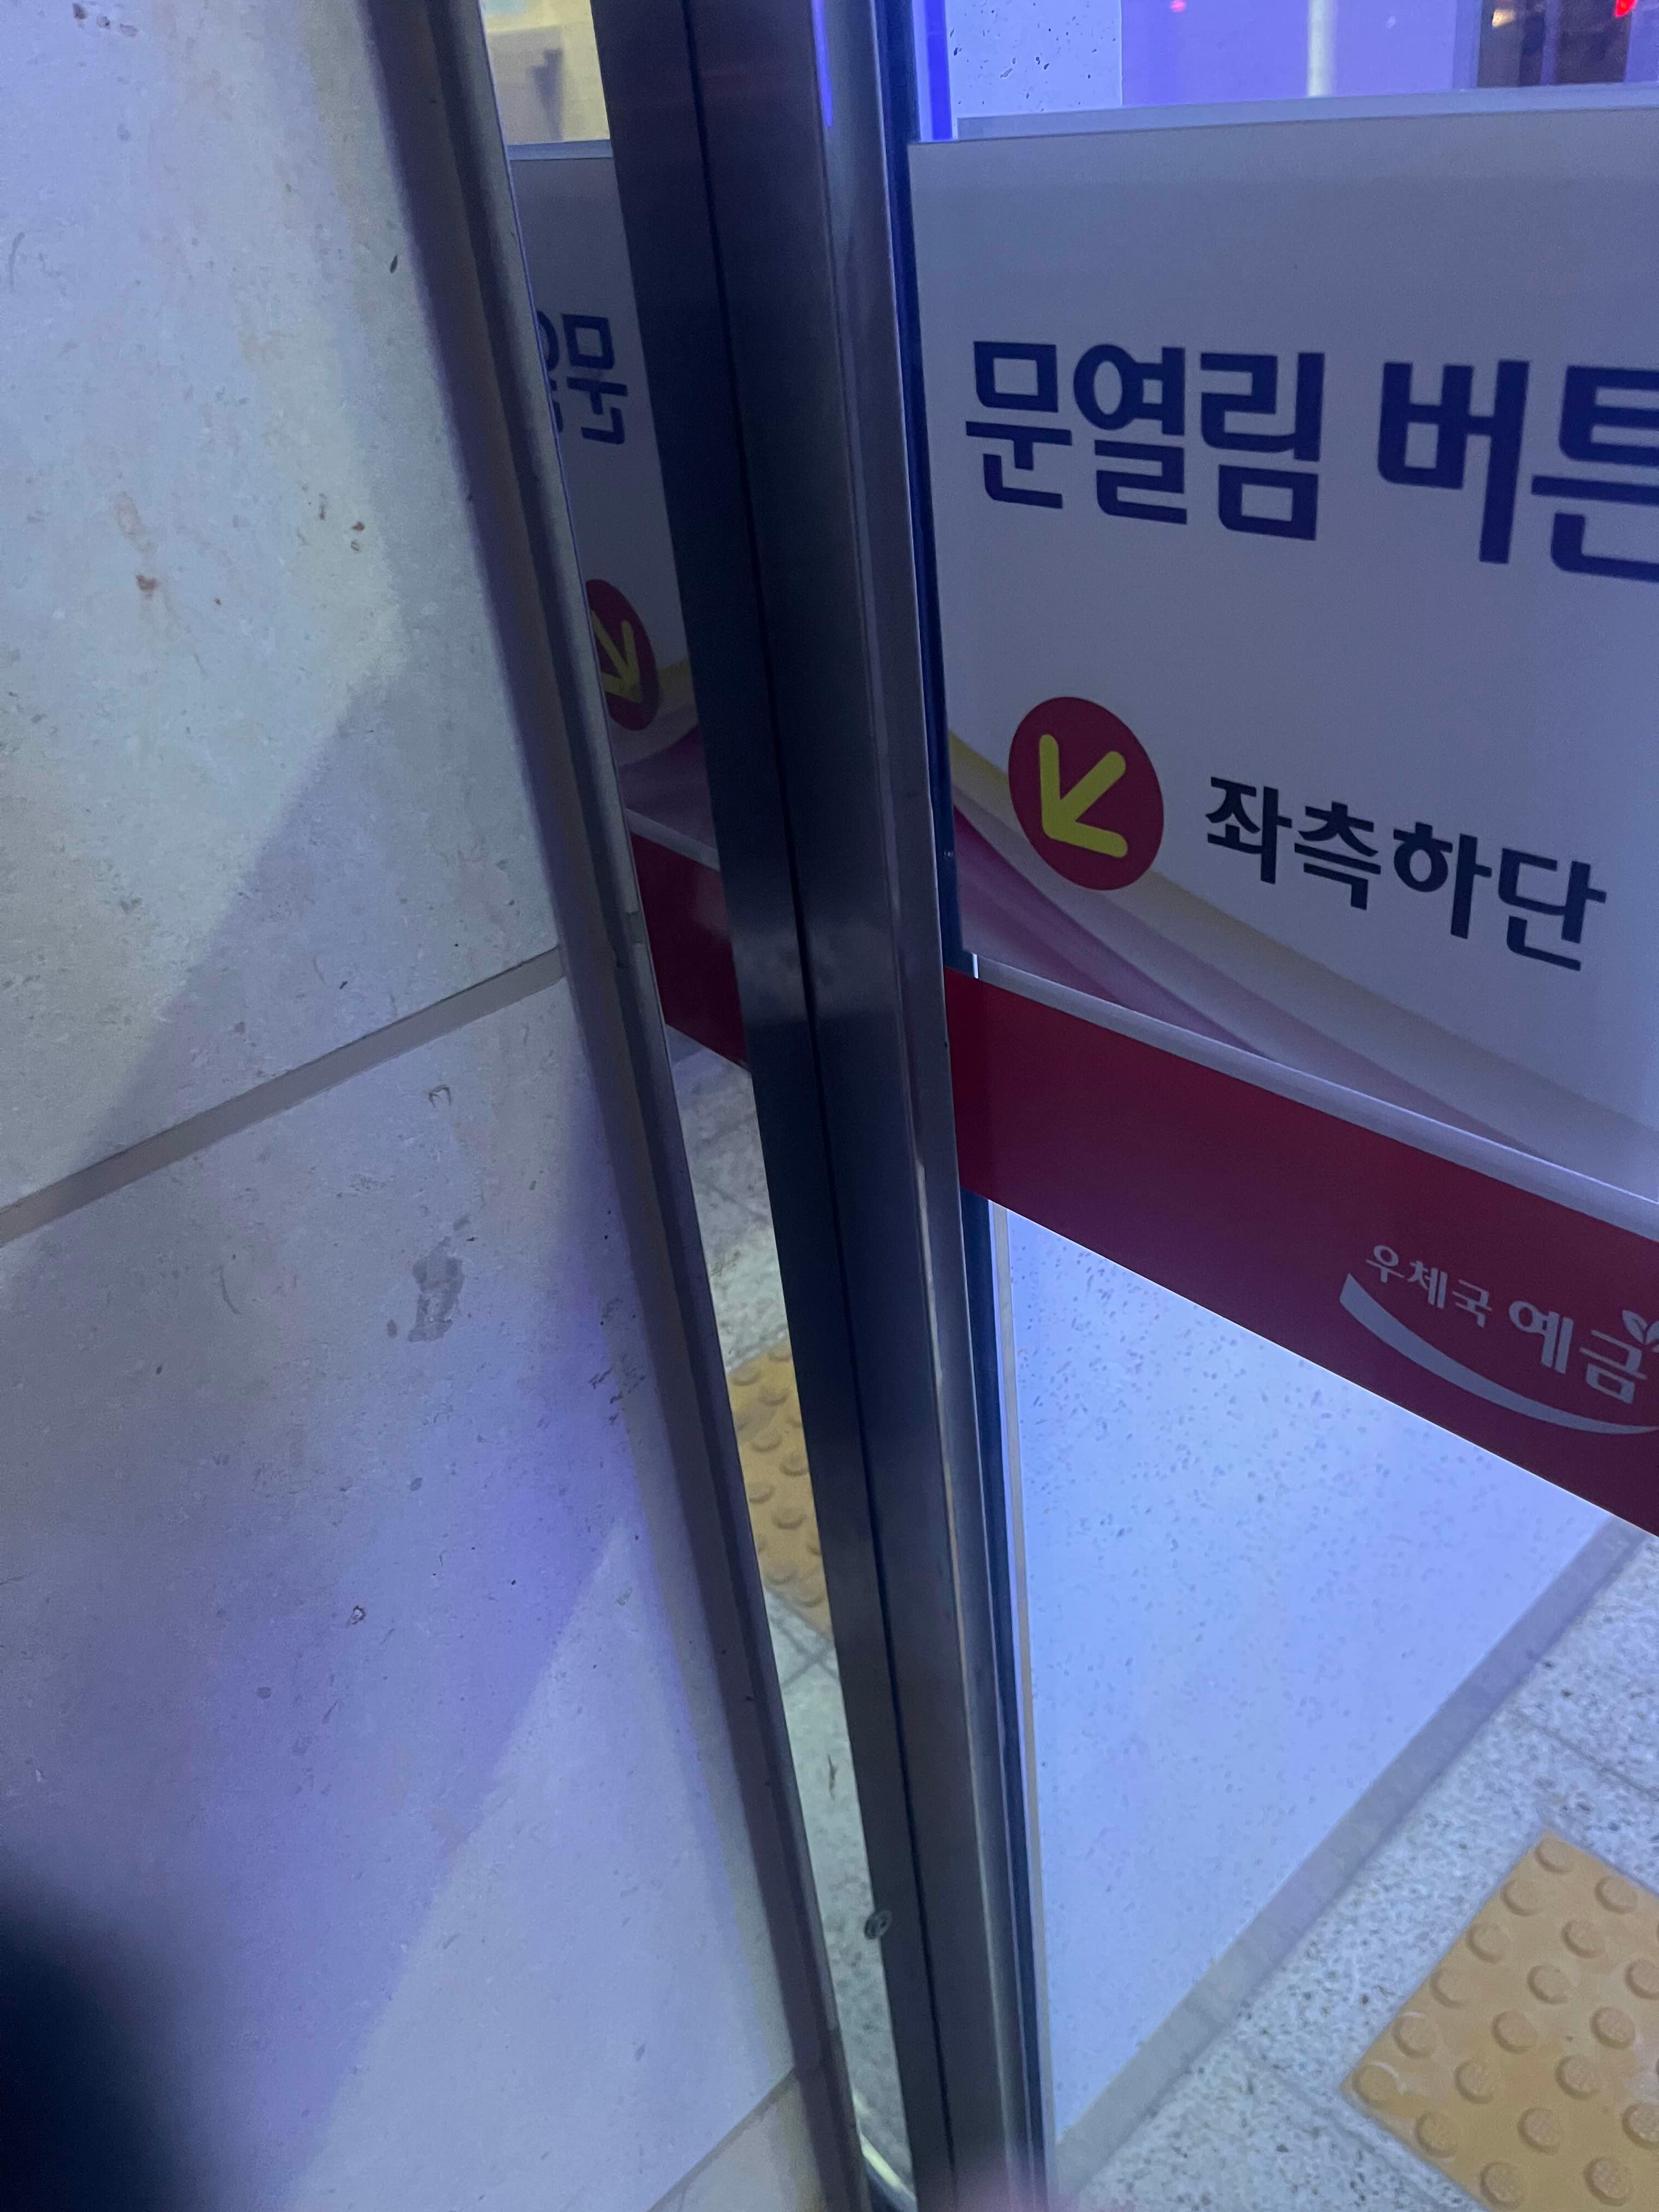 문열림 버튼
좌측하단
우체국 예금